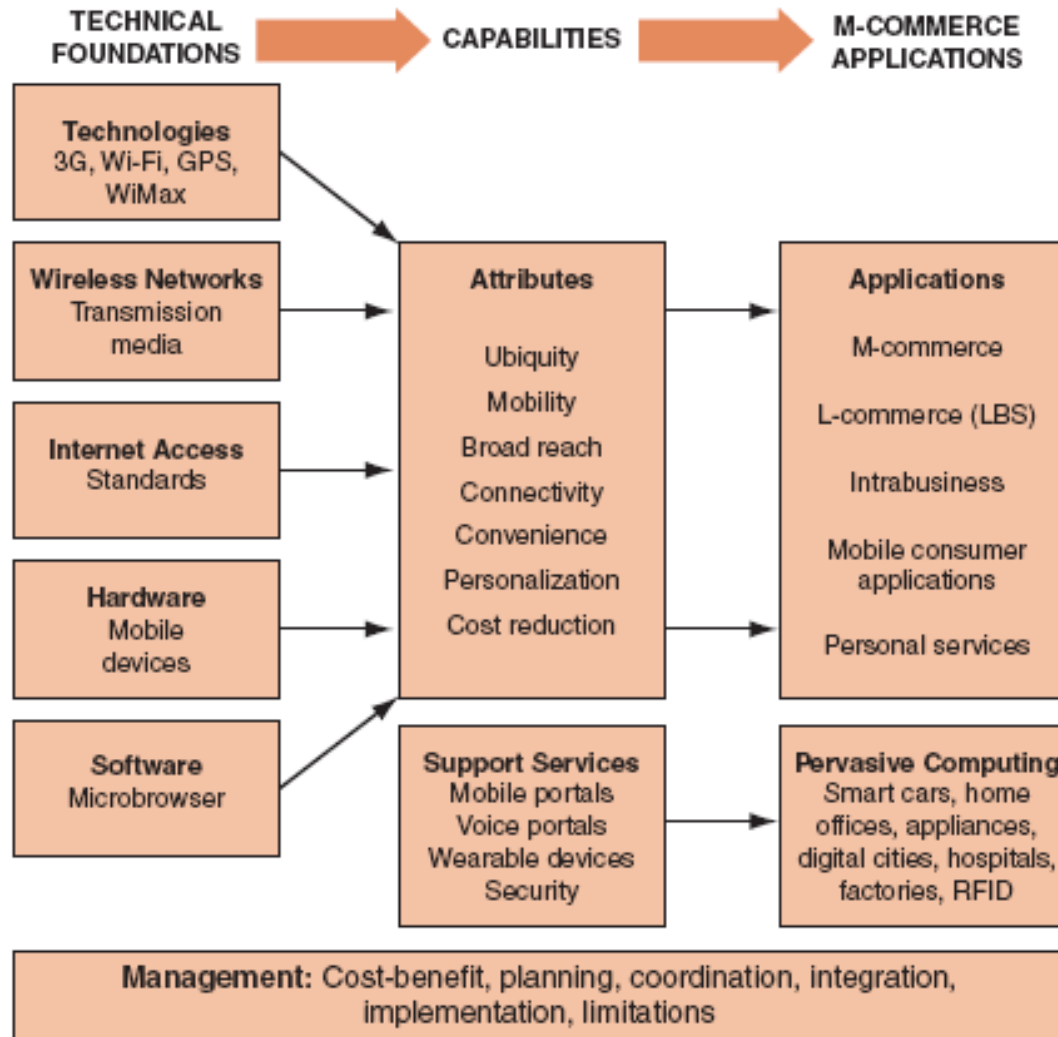 TECHNICAL
FOUNDATIONS
CAPABILITIES
M-COMMERCE
APPLICATIONS
Technologies
3G, Wi-Fi, GPS,
WiMax
Wireless Networks
Transmission
media
Internet Access
Standards
Hardware
Mobile
devices
Software
Microbrowser
Attributes
Ubiquity
Mobility
Broad reach
Connectivity
Convenience
Personalization
Cost reduction
Support Services
Mobile portals
Voice portals
Wearable devices
Security
Applications
M-commerce
L-commerce (LBS)
Intrabusiness
Mobile consumer
applications
Personal services
Pervasive Computing
Smart cars, home
offices, appliances,
digital cities, hospitals,
factories, RFID
Management: Cost-benefit, planning, coordination, integration,
implementation, limitations